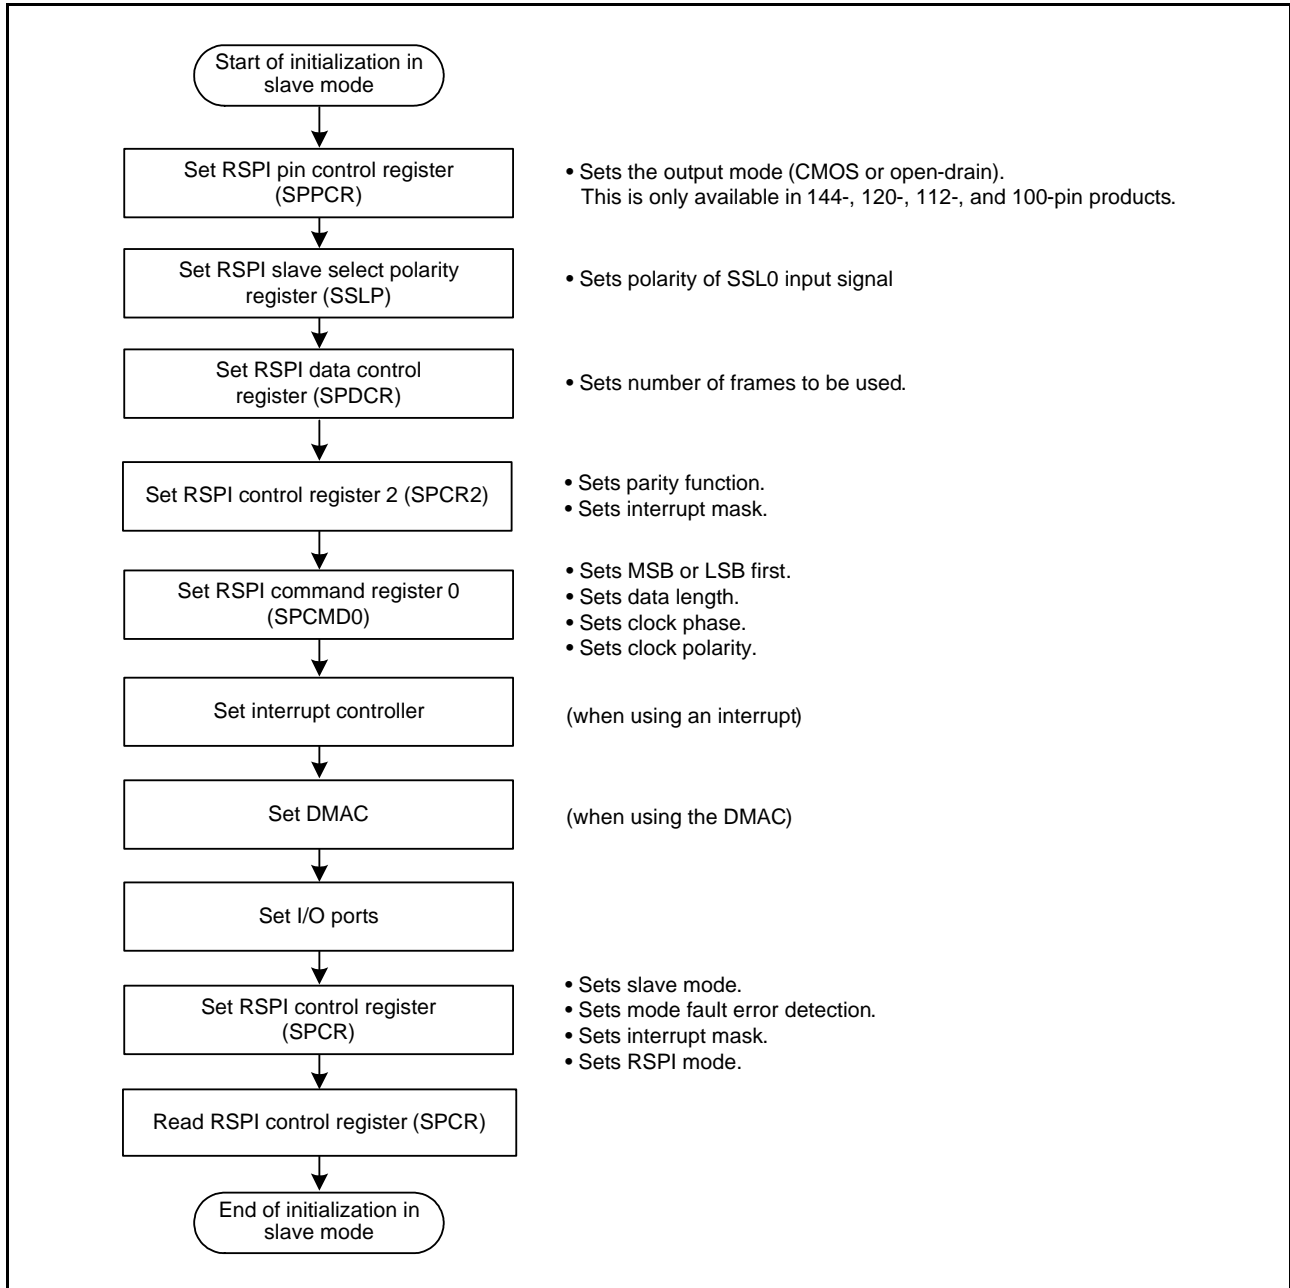 Start of initialization in
slave mode
Set RSPI pin control register
(SPPCR)
• Sets the output mode (CMOS or open-drain).
This is only available in 144-, 120-, 112-, and 100-pin products.
Set RSPI slave select polarity
register (SSLP)
• Sets polarity of SSL0 input signal
Set RSPI data control
register (SPDCR)
• Sets number of frames to be used.
Set RSPI control register 2 (SPCR2)
• Sets parity function.
• Sets interrupt mask.
Set RSPI command register 0
(SPCMD0)
• Sets MSB or LSB first.
• Sets data length.
• Sets clock phase.
• Sets clock polarity.
Set interrupt controller
(when using an interrupt)
Set DMAC
(when using the DMAC)
Set I/O ports
Set RSPI control register
(SPCR)
• Sets slave mode.
• Sets mode fault error detection.
• Sets interrupt mask.
• Sets RSPI mode.
Read RSPI control register (SPCR)
End of initialization in
slave mode